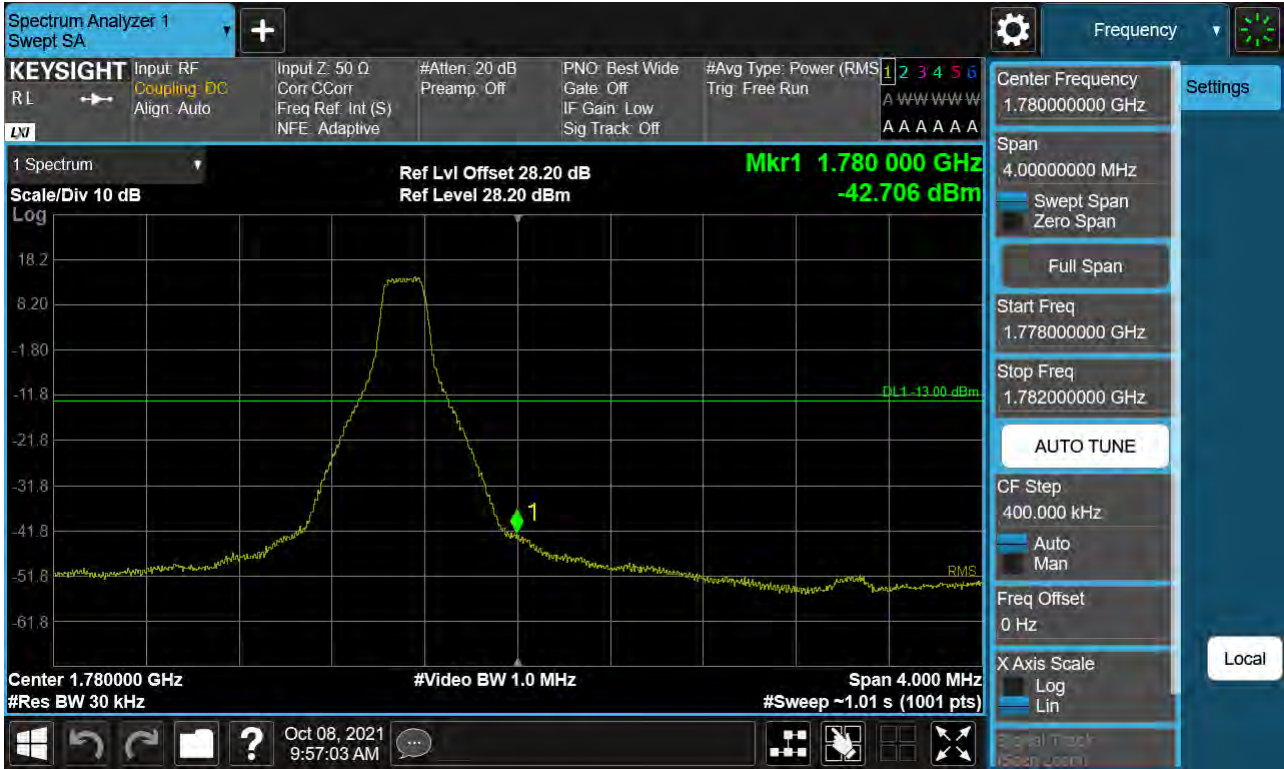 Spectrum Analyzer 1
Swept SA
+
Frequency
KEYSIGHT
R L
LXI
Input: RF
Coupling: DC
Align: Auto
Input Z: 50 Ω
Corr CCorr
Freq Ref: Int (S)
NFE: Adaptive
#Atten: 20 dB
Preamp: Off
PNO: Best Wide
Gate: Off
IF Gain: Low
Sig Track: Off
#Avg Type: Power (RMS
Trig: Free Run
1 2 3 4 5 6
A W W W W W
A A A A A A
1 Spectrum
Scale/Div 10 dB
Log
Ref Lvl Offset 28.20 dB
Ref Level 28.20 dBm
Mkr1 1.780 000 GHz
-42.706 dBm
18.2
8.20
-1.80
-11.8
-21.8
-31.8
-41.8
-51.8
-61.8
DL1 -13.00 dBm
1
RMS
Center 1.780000 GHz
#Res BW 30 kHz
#Video BW 1.0 MHz
Span 4.000 MHz
#Sweep ~1.01 s (1001 pts)
Center Frequency
1.780000000 GHz
Settings
Span
4.00000000 MHz
Swept Span
Zero Span
Full Span
Start Freq
1.778000000 GHz
Stop Freq
1.782000000 GHz
AUTO TUNE
CF Step
400.000 kHz
Auto
Man
Freq Offset
0 Hz
X Axis Scale
Log
Lin
Local
Signal Track
(Span Zoom)
?
Oct 08, 2021
9:57:03 AM